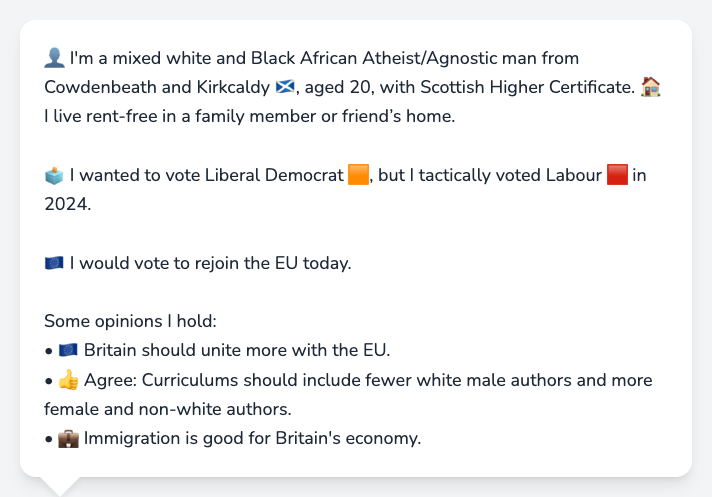 👤 I'm a mixed white and Black African Atheist/Agnostic man from
Cowdenbeath and Kirkcaldy 🏴󠁧󠁢󠁳󠁣󠁴󠁿, aged 20, with Scottish Higher Certificate. 🏠
I live rent-free in a family member or friend’s home.
🗳️ I wanted to vote Liberal Democrat 🟧, but I tactically voted Labour 🟥 in
2024.
🇪🇺 I would vote to rejoin the EU today.
Some opinions I hold:
• 🇪🇺 Britain should unite more with the EU.
• 👍 Agree: Curriculums should include fewer white male authors and more
female and non-white authors.
• 💼 Immigration is good for Britain's economy.